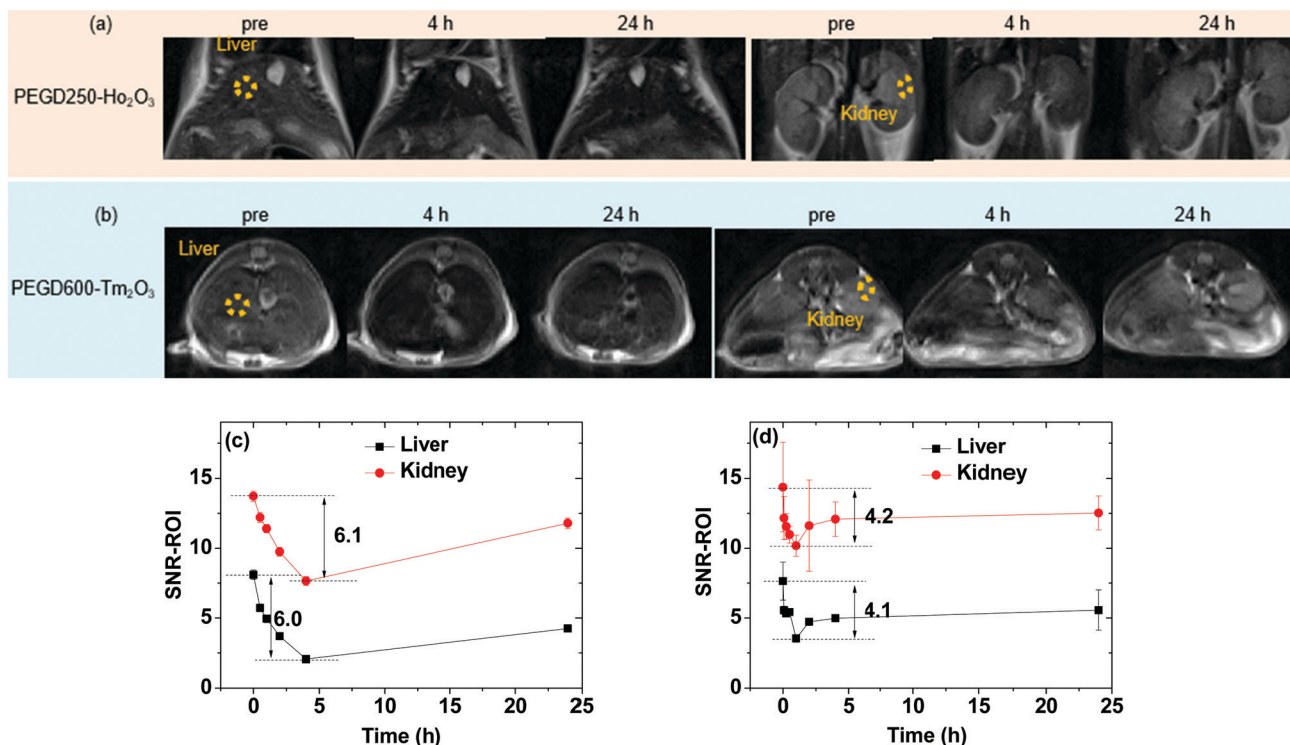 (a) pre 4 h 24 h pre 4 h 24 h
Liver
PEGD250-Ho₂O₃
Kidney
(b) pre 4 h 24 h pre 4 h 24 h
Liver
PEGD600-Tm₂O₃
Kidney
(c)
Liver
Kidney
15
10
5
0
SNR-ROI
6.1
6.0
0 5 10 15 20 25
Time (h)
(d)
Liver
Kidney
15
10
5
0
SNR-ROI
4.2
4.1
0 5 10 15 20 25
Time (h)